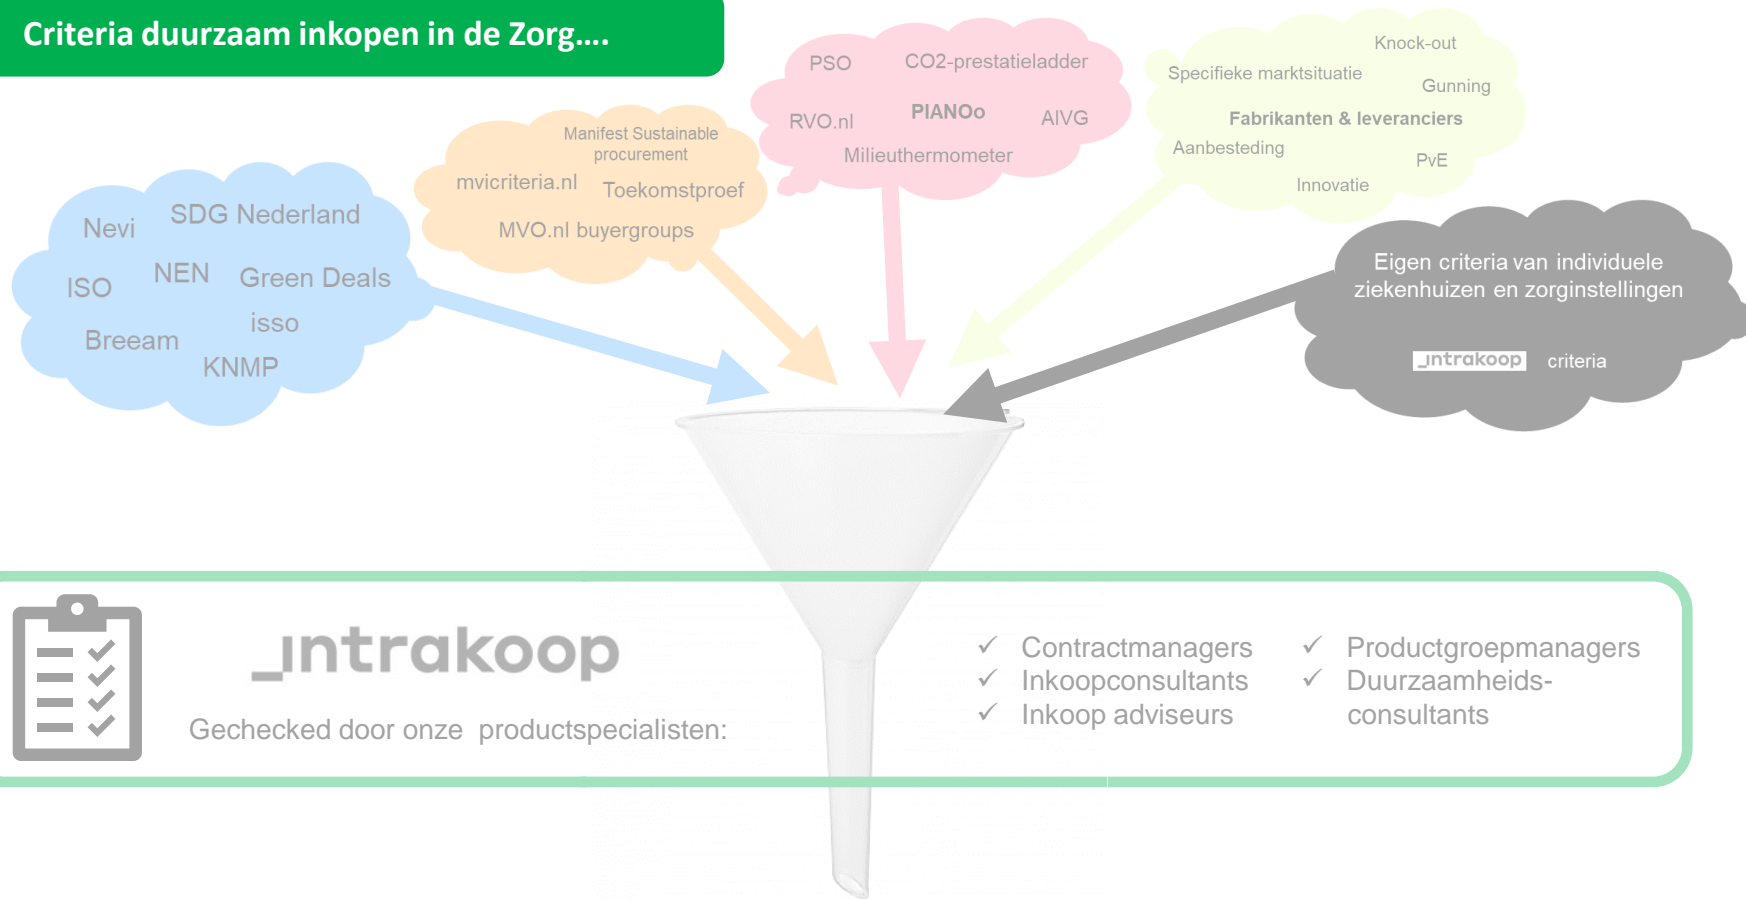 Criteria duurzaam inkopen in de Zorg....
Nevi
SDG Nederland
ISO
NEN
Green Deals
isso
Breeam
KNMP
Manifest Sustainable
procurement
mvicriteria.nl
Toekomstproef
MVO.nl buyergroups
PSO
CO2-prestatieladder
RVO.nl
PIANOo
AIVG
Milieuthermometer
Knock-out
Specifieke marktsituatie
Gunning
Fabrikanten & leveranciers
Aanbesteding
PvE
Innovatie
Eigen criteria van individuele
ziekenhuizen en zorginstellingen
_intrakoop criteria
_intrakoop
Gechecked door onze productspecialisten:
✓ Contractmanagers
✓ Inkoopconsultants
✓ Inkoop adviseurs
✓ Productgroepmanagers
✓ Duurzaamheids-
consultants